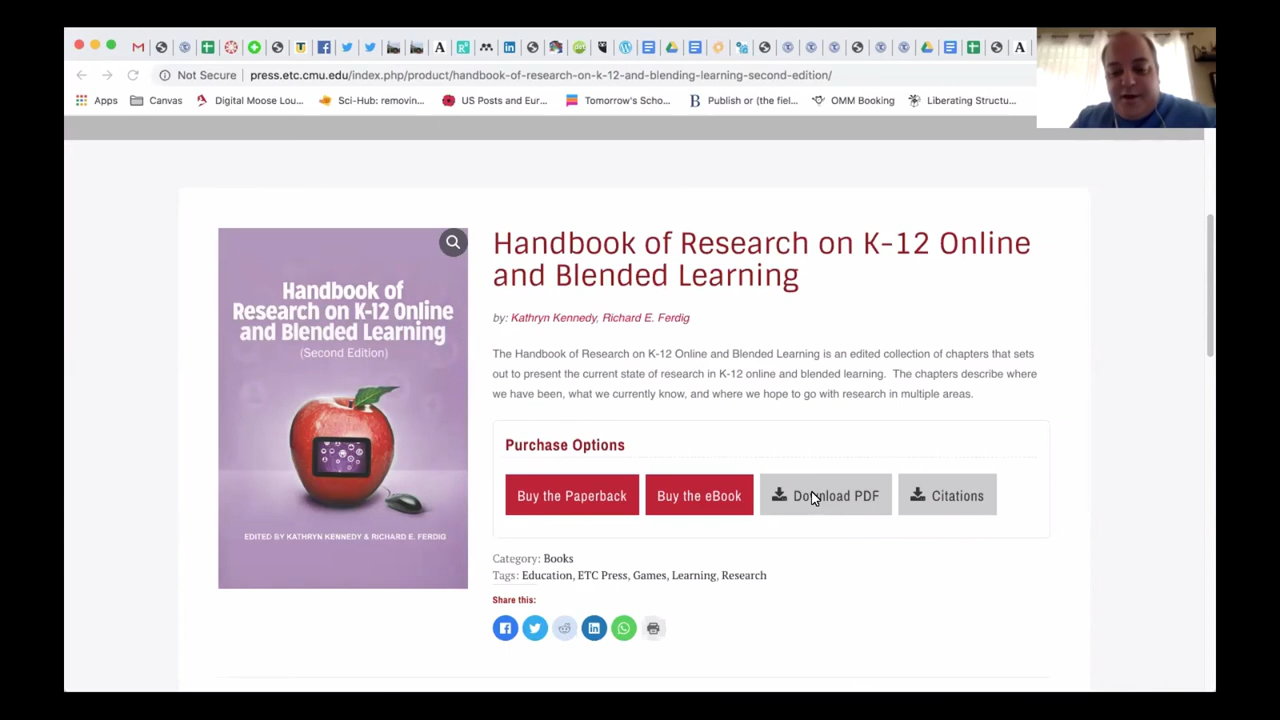 Not Secure press.etc.cmu.edu/index.php/product/handbook-of-research-on-k-12-and-blending-learning-second-edition/
Apps Canvas Digital Moose Lou... Sci-Hub: removin... US Posts and Eur... Tomorrow's Scho... Publish or (the fiel... OMM Booking Liberating Structu...
Handbook of Research on K-12 Online
and Blended Learning
by: Kathryn Kennedy, Richard E. Ferdig
The Handbook of Research on K-12 Online and Blended Learning is an edited collection of chapters that sets
out to present the current state of research in K-12 online and blended learning. The chapters describe where
we have been, what we currently know, and where we hope to go with research in multiple areas.
Purchase Options
Buy the Paperback Buy the eBook Download PDF Citations
Category: Books
Tags: Education, ETC Press, Games, Learning, Research
Share this:
Handbook of
Research on K-12 Online
and Blended Learning
(Second Edition)
EDITED BY KATHRYN KENNEDY & RICHARD E. FERDIG